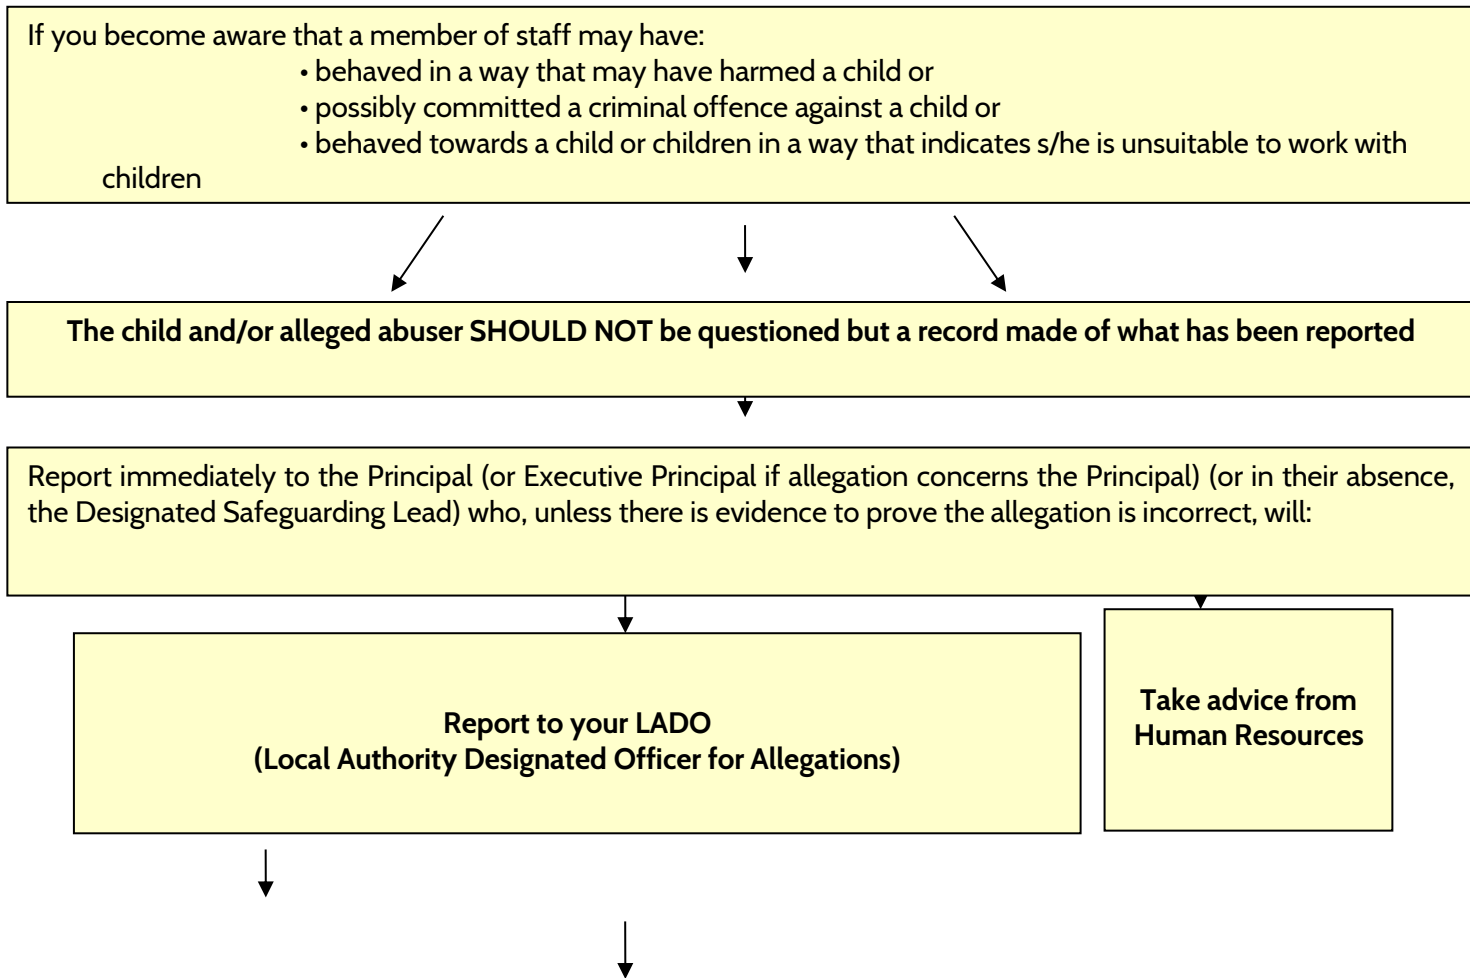 If you become aware that a member of staff may have:
• behaved in a way that may have harmed a child or
• possibly committed a criminal offence against a child or
• behaved towards a child or children in a way that indicates s/he is unsuitable to work with
children
The child and/or alleged abuser SHOULD NOT be questioned but a record made of what has been reported
Report immediately to the Principal (or Executive Principal if allegation concerns the Principal) (or in their absence,
the Designated Safeguarding Lead) who, unless there is evidence to prove the allegation is incorrect, will:
Report to your LADO
(Local Authority Designated Officer for Allegations)
Take advice from
Human Resources